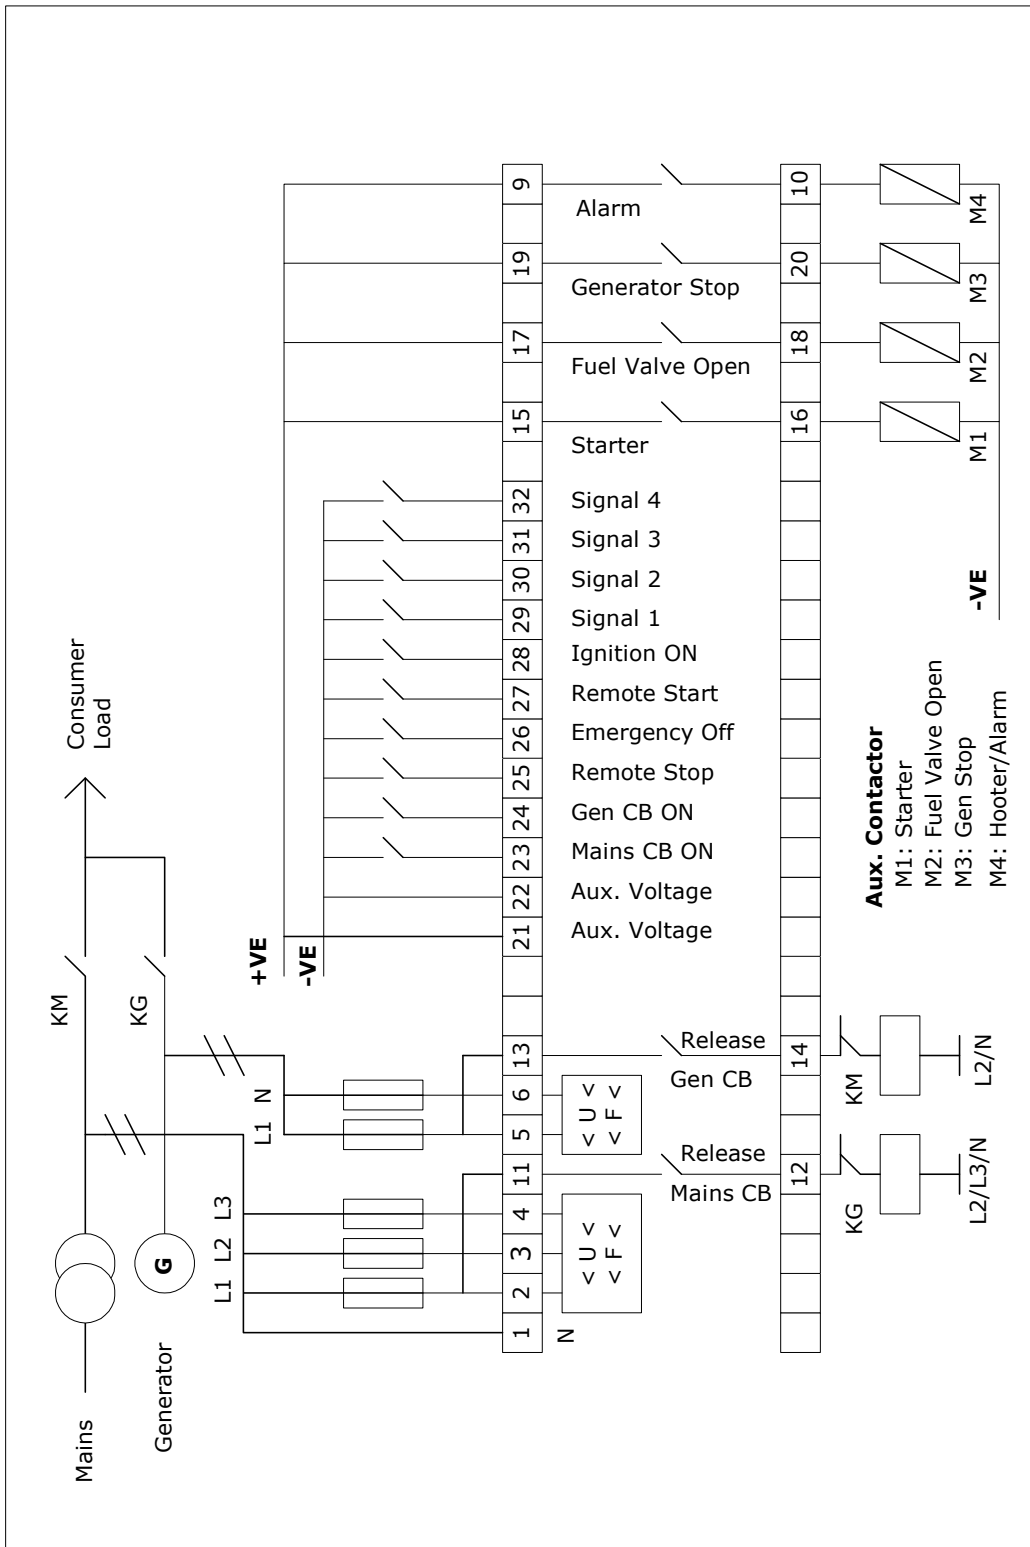 Mains
Generator
G
KM
KG
Consumer
Load
+VE
-VE
L1
L2
L3
L1
N
1
2
3
4
11
5
6
13
21
22
23
24
25
26
27
28
29
30
31
32
15
17
19
9
N
< U <
< F <
< U <
< F <
Release
Mains CB
Release
Gen CB
Aux. Voltage
Aux. Voltage
Mains CB ON
Gen CB ON
Remote Stop
Emergency Off
Remote Start
Ignition ON
Signal 1
Signal 2
Signal 3
Signal 4
Starter
Fuel Valve Open
Generator Stop
Alarm
12
14
16
18
20
10
KG
KM
L2/L3/N
L2/N
M1
M2
M3
M4
-VE
Aux. Contactor
M1: Starter
M2: Fuel Valve Open
M3: Gen Stop
M4: Hooter/Alarm